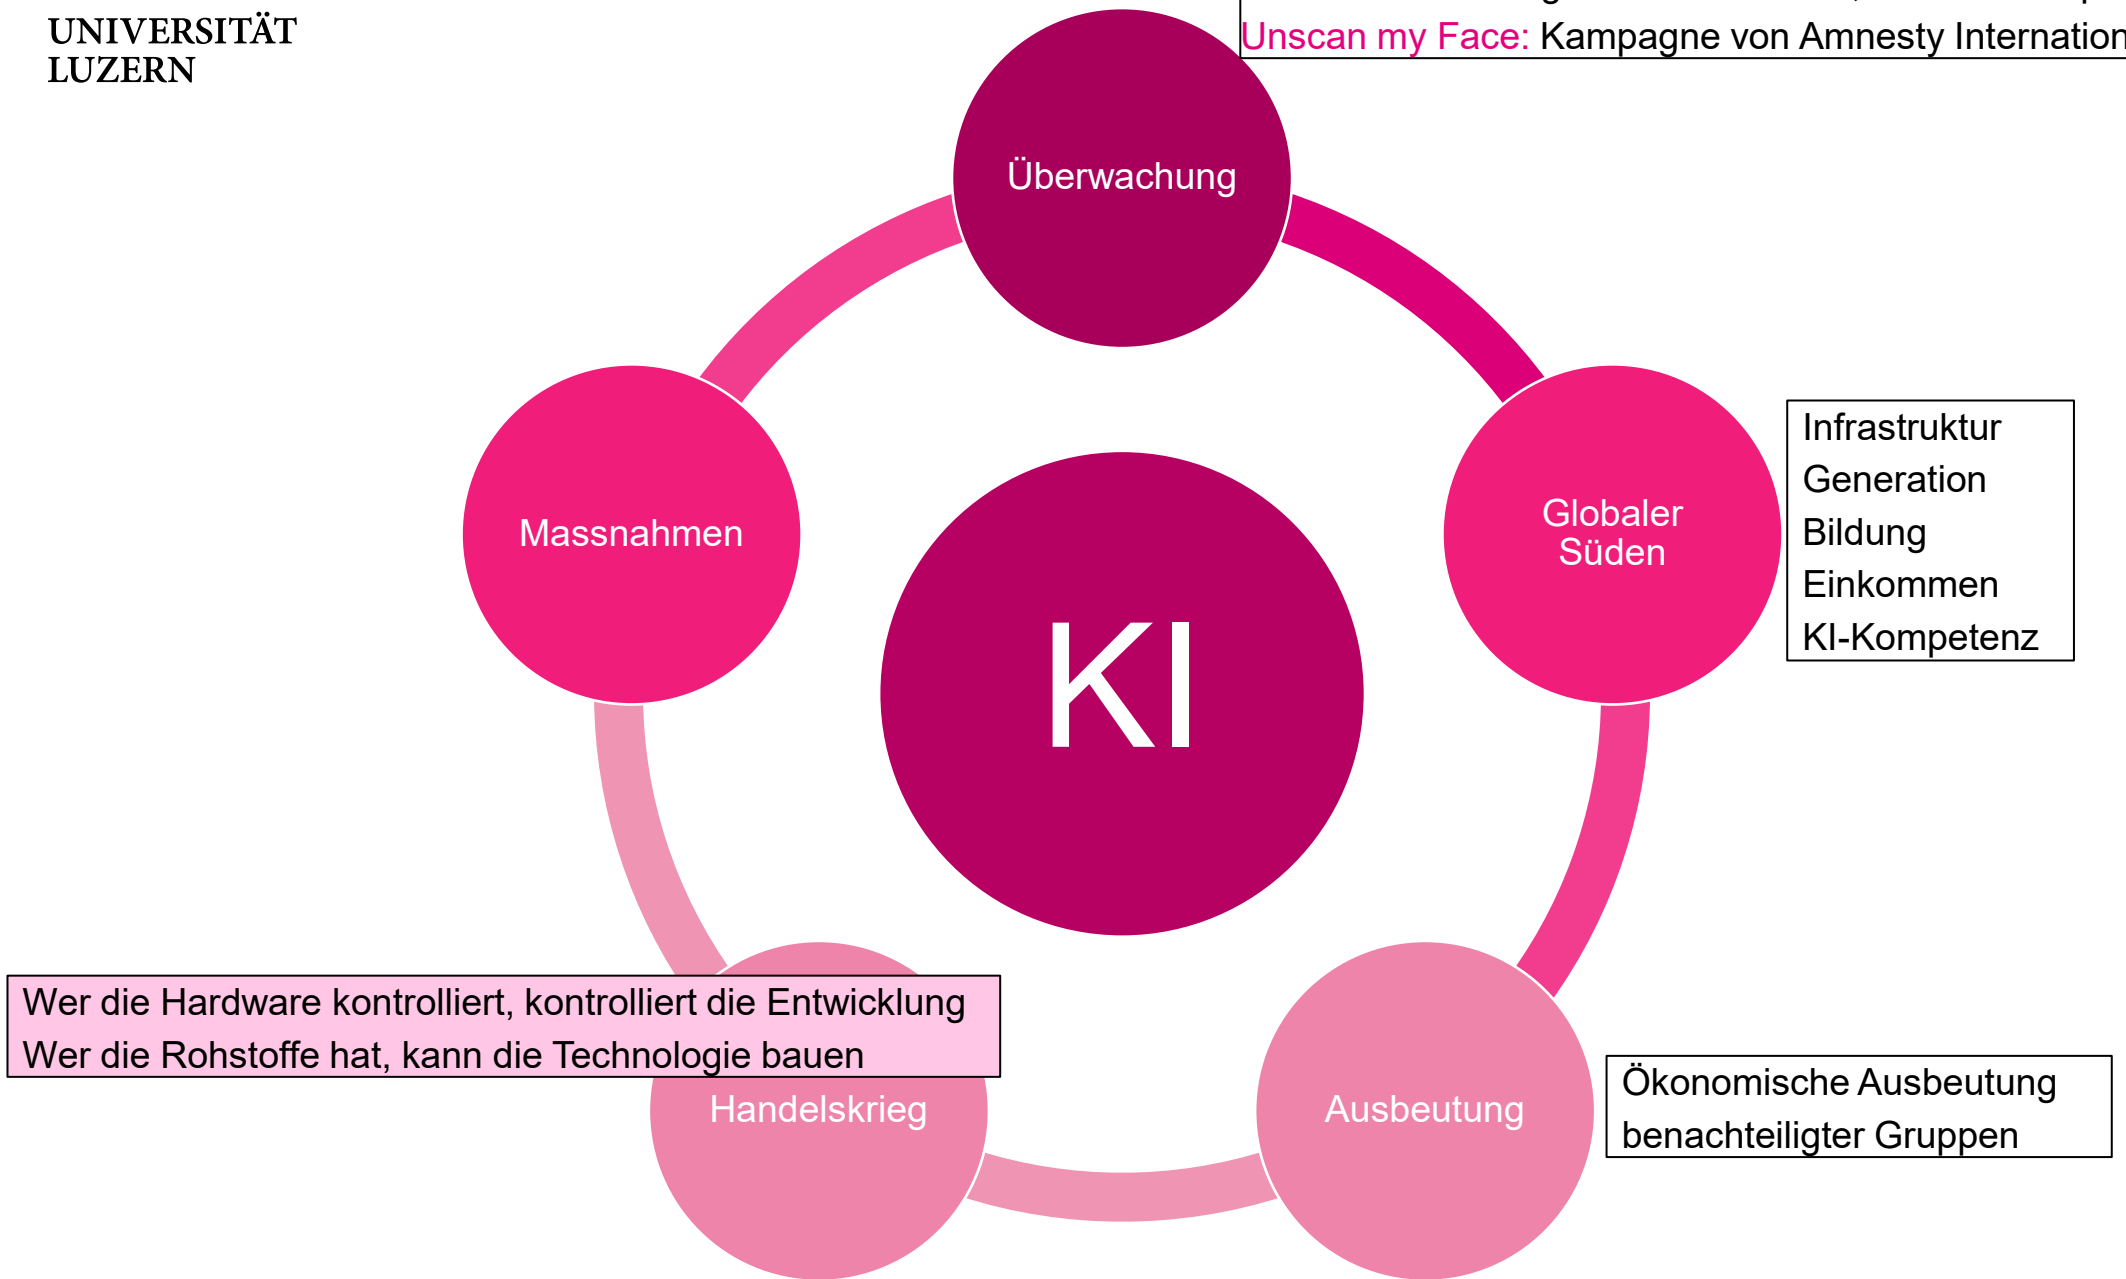 UNIVERSITÄT
LUZERN
Unscan my Face: Kampagne von Amnesty
Überwachung
Massnahmen
Globaler
Süden
Infrastruktur
Generation
Bildung
Einkommen
KI-Kompetenz
KI
Wer die Hardware kontrolliert, kontrolliert die Entwicklung
Wer die Rohstoffe hat, kann die Technologie bauen
Handelskrieg
Ausbeutung
Ökonomische Ausbeutung
benachteiligter Gruppen